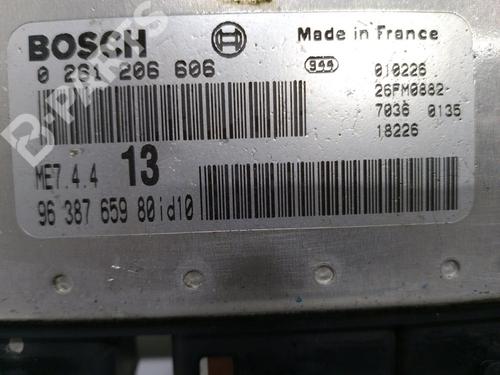 BOSCH
Made in France
0 261 206 606
944
010226
26FM0882-
7036 0135
18226
ME7.4.4 13
96 387 659 80id10
B-PARTS